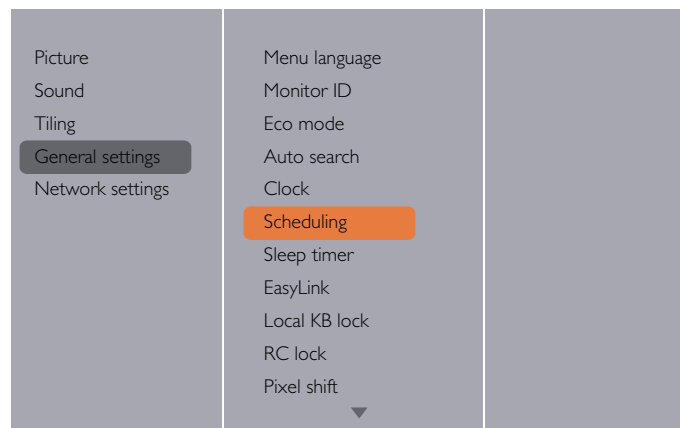 Picture
Sound
Tiling
General settings
Network settings
Menu language
Monitor ID
Eco mode
Auto search
Clock
Scheduling
Sleep timer
EasyLink
Local KB lock
RC lock
Pixel shift